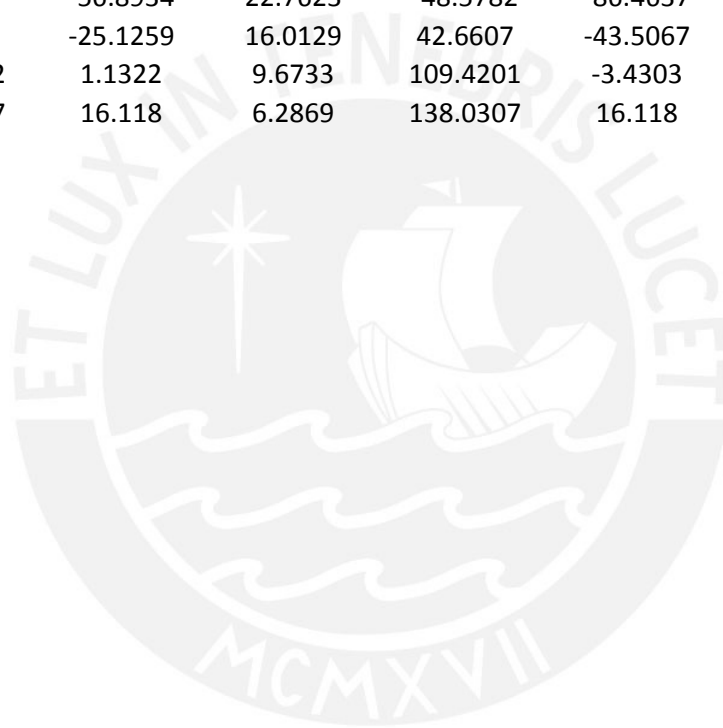 -25.1259 16.0129 42.6607 -43.5067
2 1.1322 9.6733 109.4201 -3.4303
7 16.118 6.2869 138.0307 16.118
ET LUX IN TENEBRIS LUCET
MCMXVII